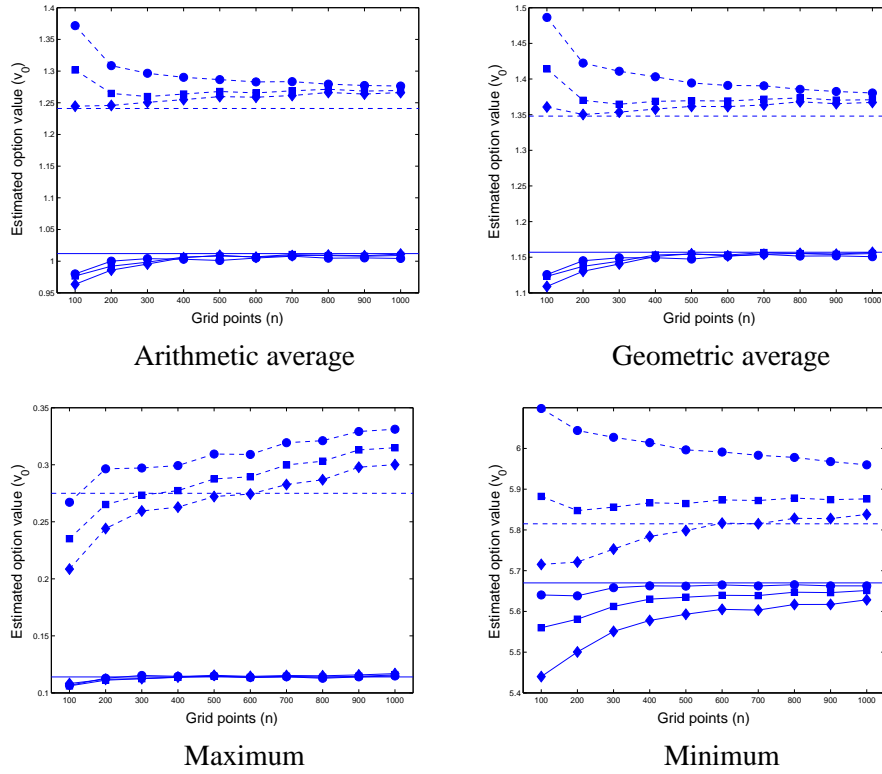 1.4
1.35
1.3
1.25
1.2
1.15
1.1
1.05
1
0.95
Estimated option value (v0)
100 200 300 400 500 600 700 800 900 1000
Grid points (n)
Arithmetic average
1.5
1.45
1.4
1.35
1.3
1.25
1.2
1.15
1.1
Estimated option value (v0)
100 200 300 400 500 600 700 800 900 1000
Grid points (n)
Geometric average
0.35
0.3
0.25
0.2
0.15
0.1
Estimated option value (v0)
100 200 300 400 500 600 700 800 900 1000
Grid points (n)
Maximum
6
5.9
5.8
5.7
5.6
5.5
5.4
Estimated option value (v0)
100 200 300 400 500 600 700 800 900 1000
Grid points (n)
Minimum